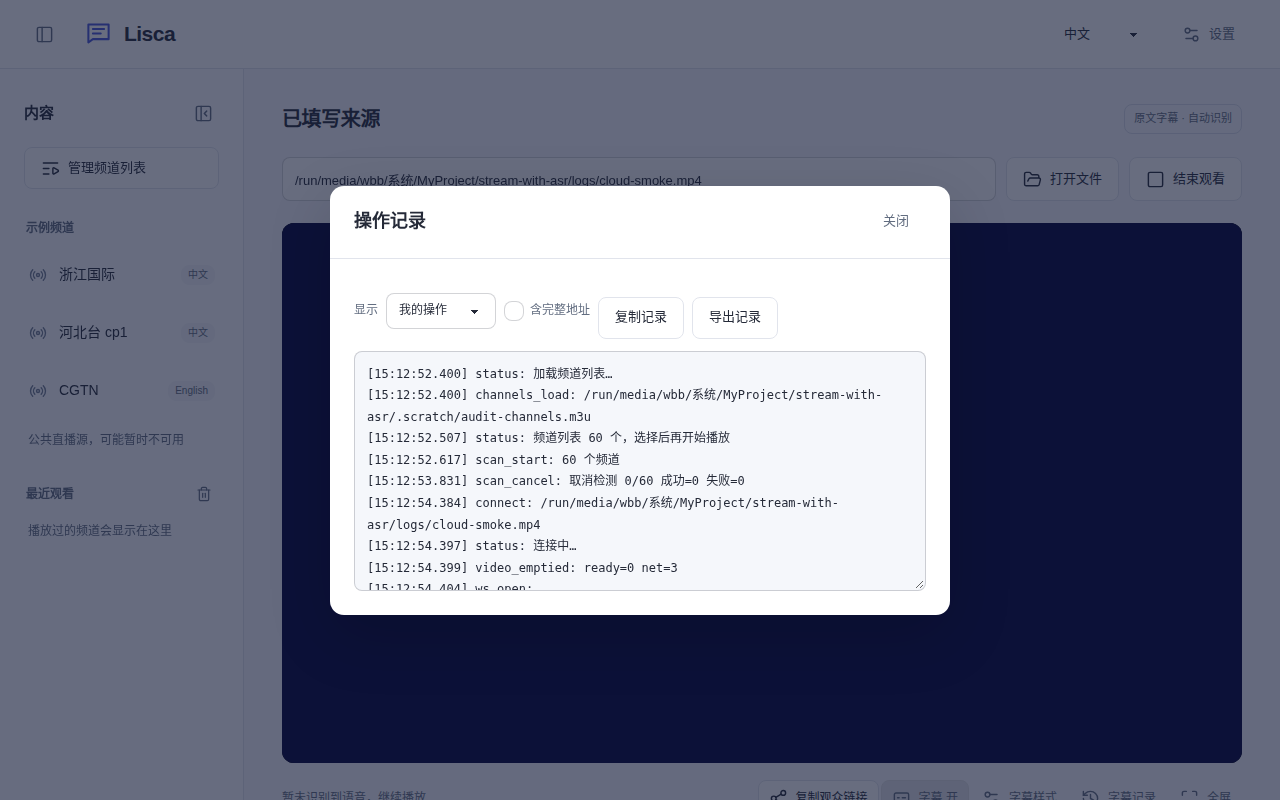 Lisca
中文
设置
内容
管理频道列表
示例频道
浙江国际
中文
河北台 cp1
中文
CGTN
English
公共直播源，可能暂时不可用
最近观看
播放过的频道会显示在这里
已填写来源
原文字幕 · 自动识别
/run/media/wbb/系统/MyProject/stream-with-asr/logs/cloud-smoke.mp4
打开文件
结束观看
操作记录
关闭
显示
我的操作
含完整地址
复制记录
导出记录
[15:12:52.400] status: 加载频道列表…
[15:12:52.400] channels_load: /run/media/wbb/系统/MyProject/stream-with-
asr/.scratch/audit-channels.m3u
[15:12:52.507] status: 频道列表 60 个，选择后再开始播放
[15:12:52.617] scan_start: 60 个频道
[15:12:53.831] scan_cancel: 取消检测 0/60 成功=0 失败=0
[15:12:54.384] connect: /run/media/wbb/系统/MyProject/stream-with-
asr/logs/cloud-smoke.mp4
[15:12:54.397] status: 连接中…
[15:12:54.399] video_emptied: ready=0 net=3
[15:12:54.404] ws_open:
暂未识别到语音，继续播放
复制观众链接
字幕 开
字幕样式
字幕记录
全屏